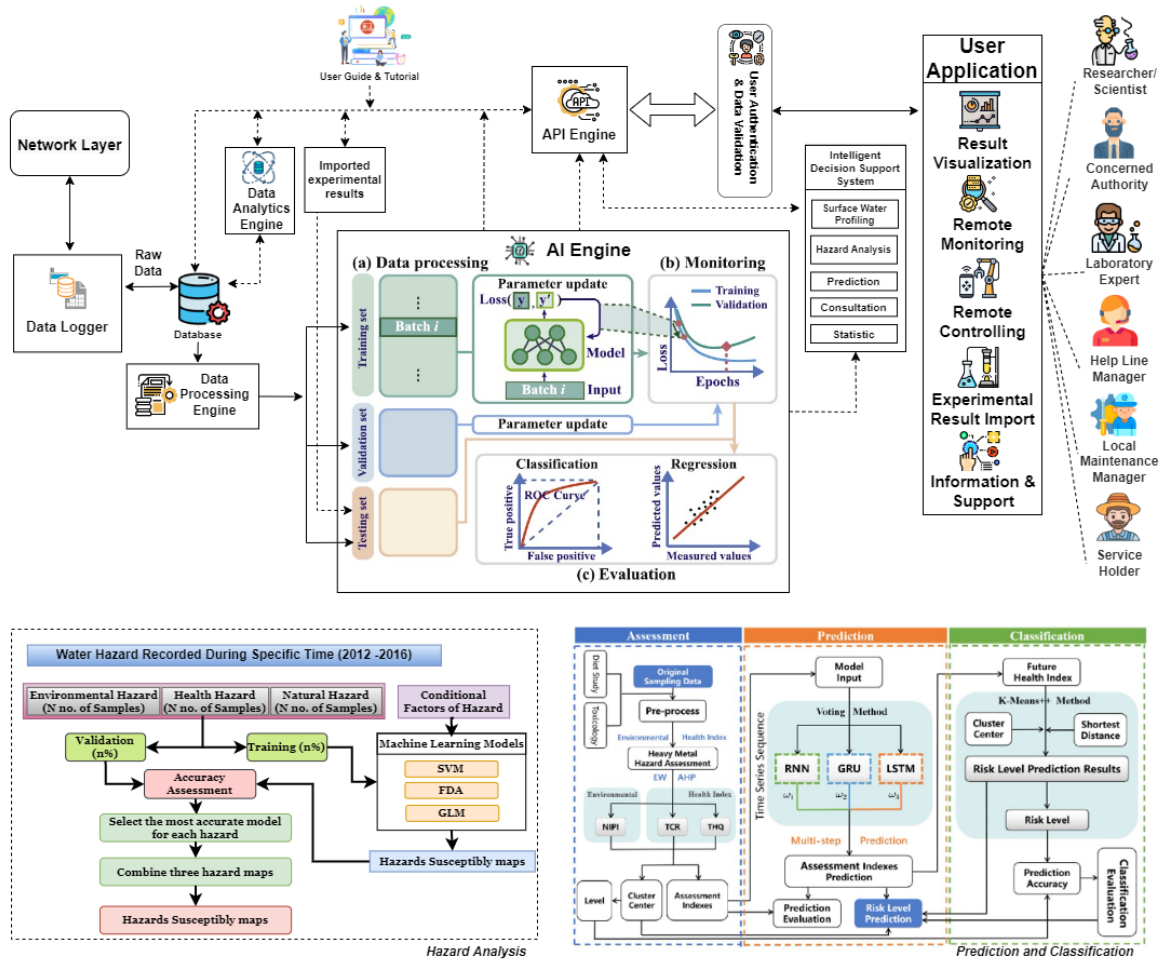 User Guide & Tutorial
Network Layer
Data
Analytics
Engine
Imported
experimental
results
API
API Engine
User Authentication
& Data Validation
User
Application
Result
Visualization
Remote
Monitoring
Remote
Controlling
Experimental
Result Import
Information &
Support
Researcher/
Scientist
Concerned
Authority
Laboratory
Expert
Help Line
Manager
Local
Maintenance
Manager
Service
Holder
Intelligent
Decision Support
System
Surface Water
Profiling
Hazard Analysis
Prediction
Consultation
Statistic
Data Logger
Raw
Data
Database
Data
Processing
Engine
AI Engine
(a) Data processing
(b) Monitoring
Training set
Batch i
Parameter update
Loss( y , y' )
Model
Batch i
Input
Training
Validation
Loss
Epochs
Validation set
Parameter update
Testing set
Classification
ROC Curve
True positive
False positive
Regression
Predicted values
Measured values
(c) Evaluation
Water Hazard Recorded During Specific Time (2012 -2016)
Environmental Hazard
(N no. of Samples)
Health Hazard
(N no. of Samples)
Natural Hazard
(N no. of Samples)
Conditional
Factors of Hazard
Validation
(n%)
Training (n%)
Machine Learning Models
SVM
FDA
GLM
Accuracy
Assessment
Select the most accurate model
for each hazard
Combine three hazard maps
Hazards Susceptibly maps
Hazards Susceptibly maps
Hazard Analysis
Assessment
Prediction
Classification
Diet Study
Toxicology
Original
Sampling Data
Pre-process
Environmental
Health Index
Heavy Metal
Hazard Assessment
EW
AHP
Environmental
Health Index
NIPI
TCR
THQ
Level
Cluster
Center
Assessment
Indexes
Time Series Sequence
Model
Input
Voting Method
RNN
GRU
LSTM
ω₁
ω₂
ω₃
Multi-step Prediction
Assessment Indexes
Prediction
Prediction
Evaluation
Risk Level
Prediction
Future
Health Index
K-Means++ Method
Cluster
Center
Shortest
Distance
Risk Level Prediction Results
Risk Level
Prediction
Accuracy
Classification
Evaluation
Prediction and Classification